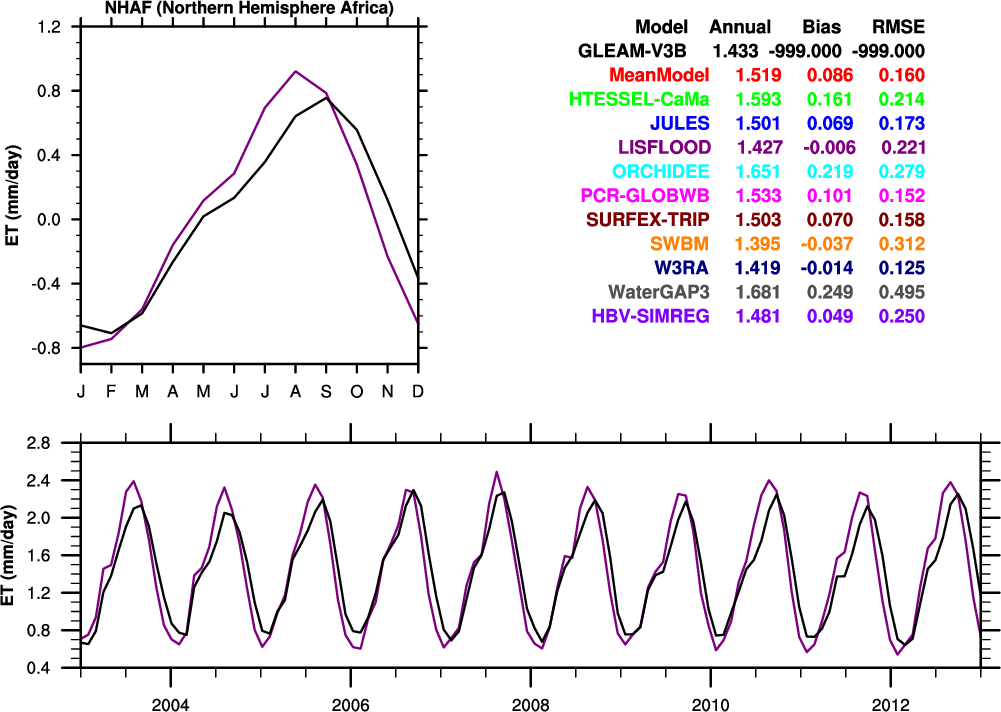 NHAF (Northern Hemisphere Africa)
1.2
0.8
0.4
0.0
-0.4
-0.8
ET (mm/day)
J F M A M J J A S O N D
Model Annual Bias RMSE
GLEAM-V3B 1.433 -999.000 -999.000
MeanModel 1.519 0.086 0.160
HTESSEL-CaMa 1.593 0.161 0.214
JULES 1.501 0.069 0.173
LISFLOOD 1.427 -0.006 0.221
ORCHIDEE 1.651 0.219 0.279
PCR-GLOBWB 1.533 0.101 0.152
SURFEX-TRIP 1.503 0.070 0.158
SWBM 1.395 -0.037 0.312
W3RA 1.419 -0.014 0.125
WaterGAP3 1.681 0.249 0.495
HBV-SIMREG 1.481 0.049 0.250
2.8
2.4
2.0
1.6
1.2
0.8
0.4
ET (mm/day)
2004 2006 2008 2010 2012